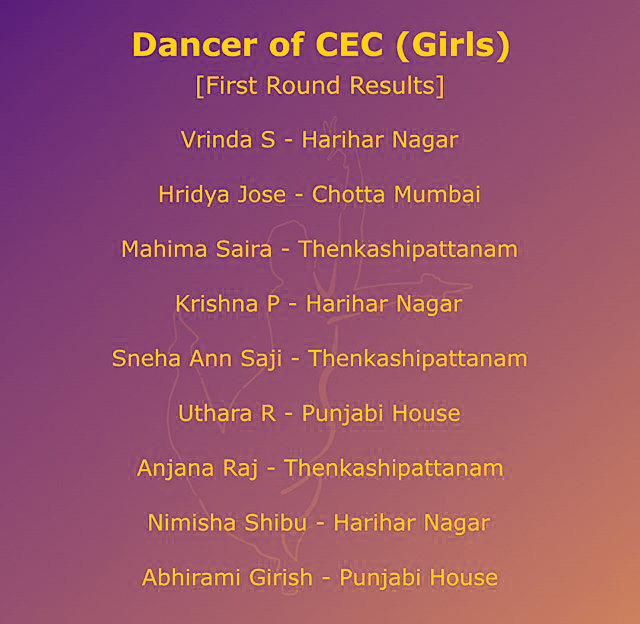 Dancer of CEC (Girls)
[First Round Results]
Vrinda S - Harihar Nagar
Hridya Jose - Chotta Mumbai
Mahima Saira - Thenkashipattanam
Krishna P - Harihar Nagar
Sneha Ann Saji - Thenkashipattanam
Uthara R - Punjabi House
Anjana Raj - Thenkashipattanam
Nimisha Shibu - Harihar Nagar
Abhirami Girish - Punjabi House